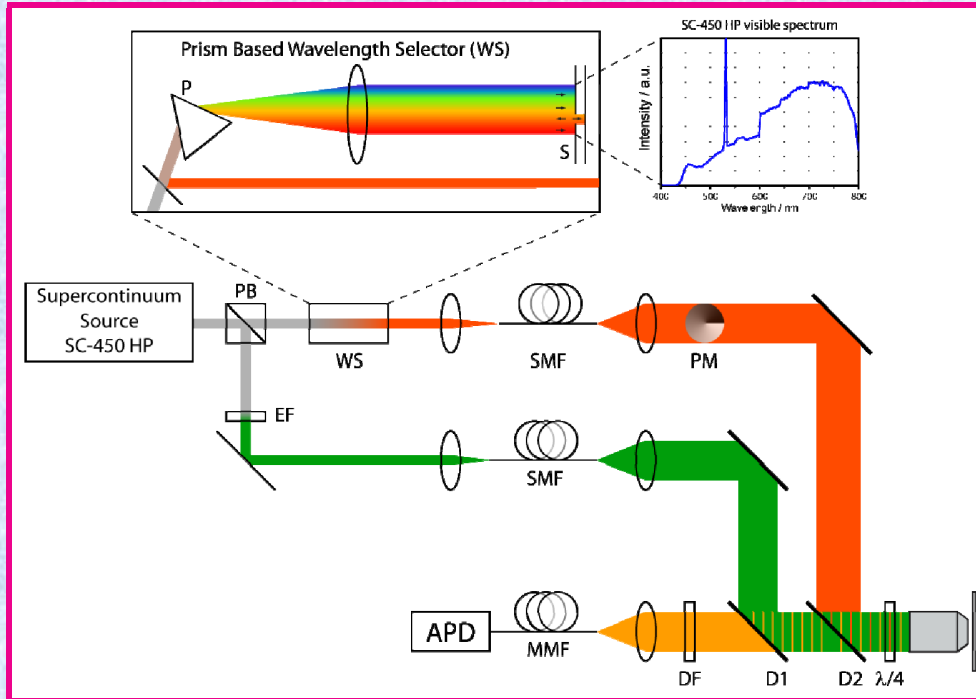 Prism Based Wavelength Selector (WS)
P
S
SC-450 HP visible spectrum
Intensity / a.u.
400 500 600 700 800
Wavelength / nm
Supercontinuum
Source
SC-450 HP
PB
WS
SMF
PM
EF
SMF
APD
MMF
DF
D1
D2
λ/4